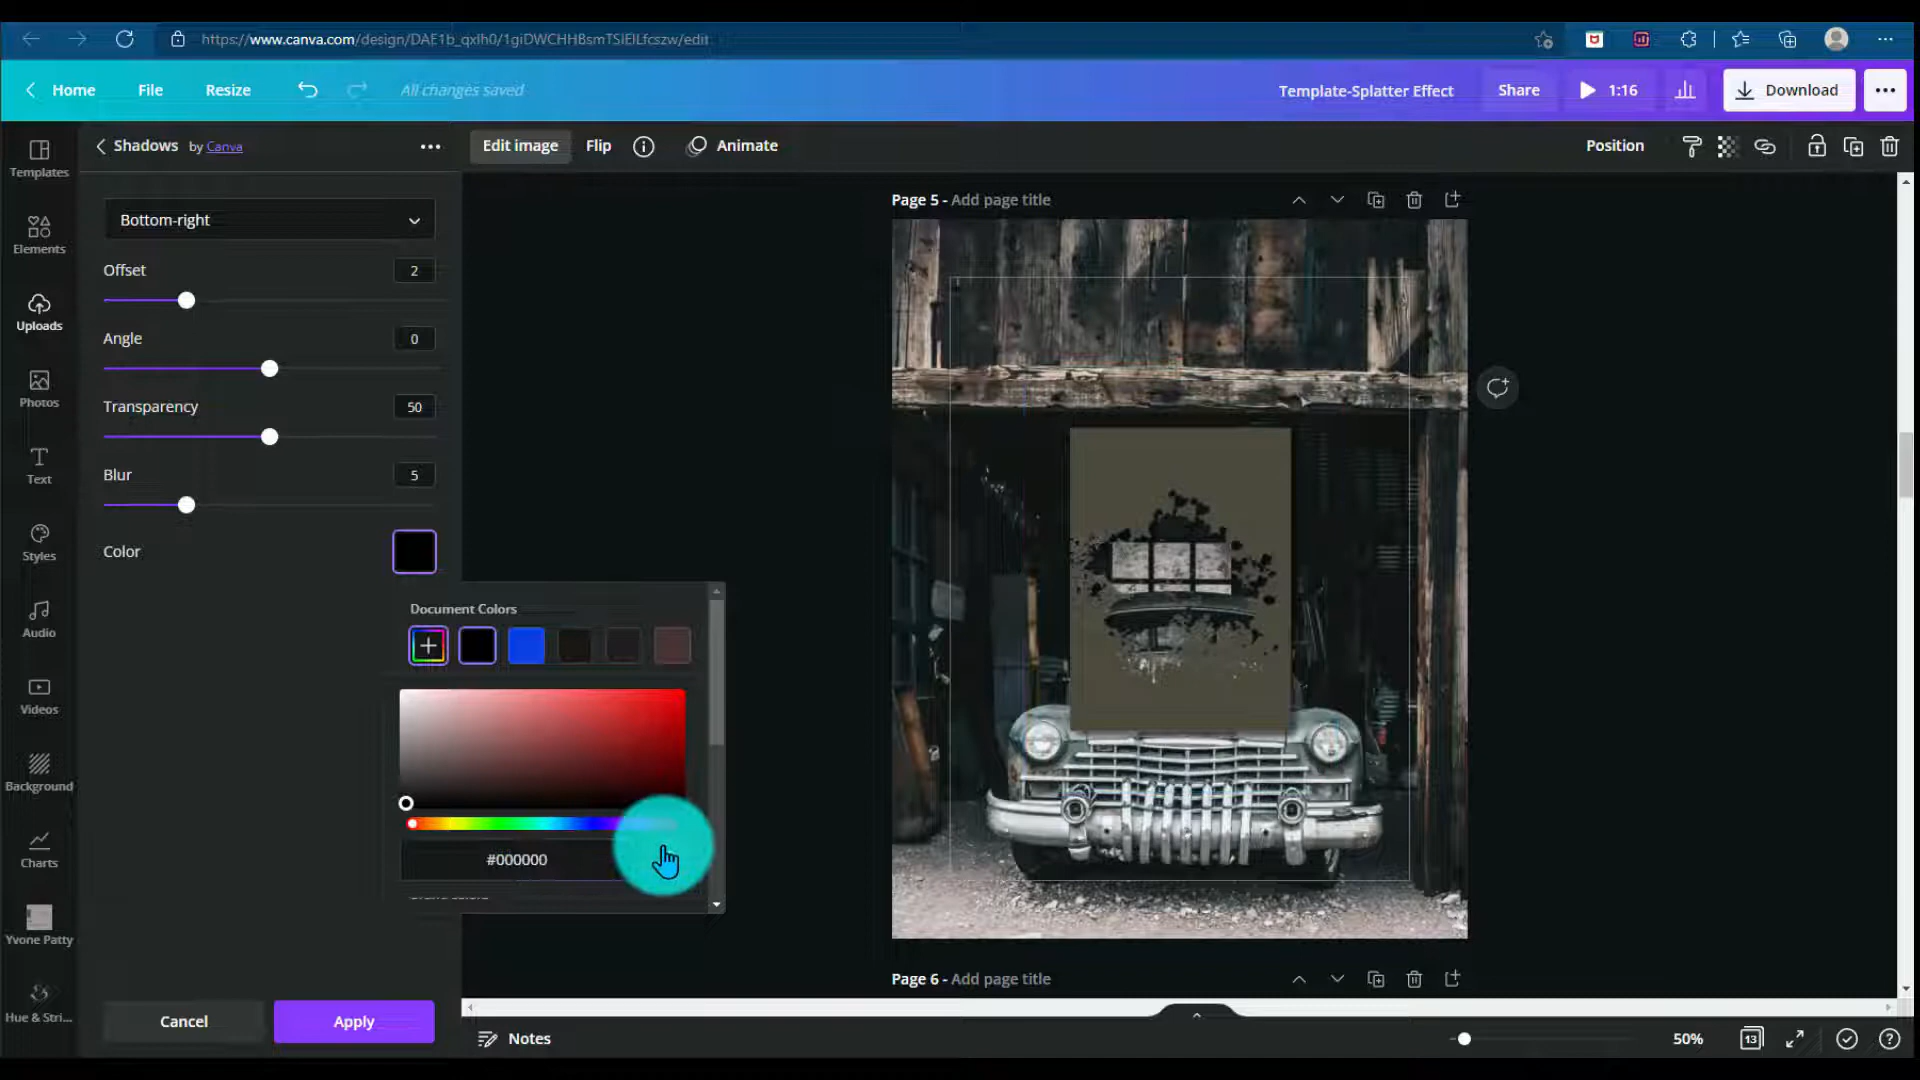 https://www.canva.com/design/DAE1b_qxlh0/1giDWCHHBsmTSiElLfcszw/edit
Home
File
Resize
All changes saved
Template-Splatter Effect
Share
1:16
Download
Templates
Elements
Uploads
Photos
Text
Styles
Audio
Videos
Background
Charts
Yvone Patty
Hue & Stri...
Shadows by Canva
Edit image
Flip
Animate
Position
Bottom-right
Offset 2
Angle 0
Transparency 50
Blur 5
Color
Document Colors
#000000
Cancel
Apply
Page 5 - Add page title
Page 6 - Add page title
Notes
50%
13